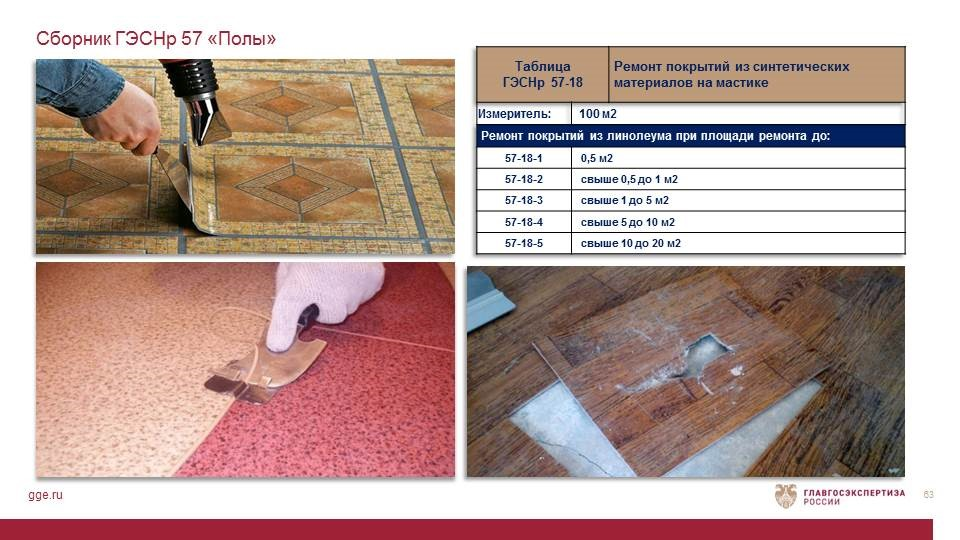 Сборник ГЭСНр 57 «Полы»
Таблица
ГЭСНр 57-18
Ремонт покрытий из синтетических
материалов на мастике
Измеритель: 100 м2
Ремонт покрытий из линолеума при площади ремонта до:
57-18-1 0,5 м2
57-18-2 свыше 0,5 до 1 м2
57-18-3 свыше 1 до 5 м2
57-18-4 свыше 5 до 10 м2
57-18-5 свыше 10 до 20 м2
gge.ru
ГЛАВГОСЭКСПЕРТИЗА
РОССИИ
63